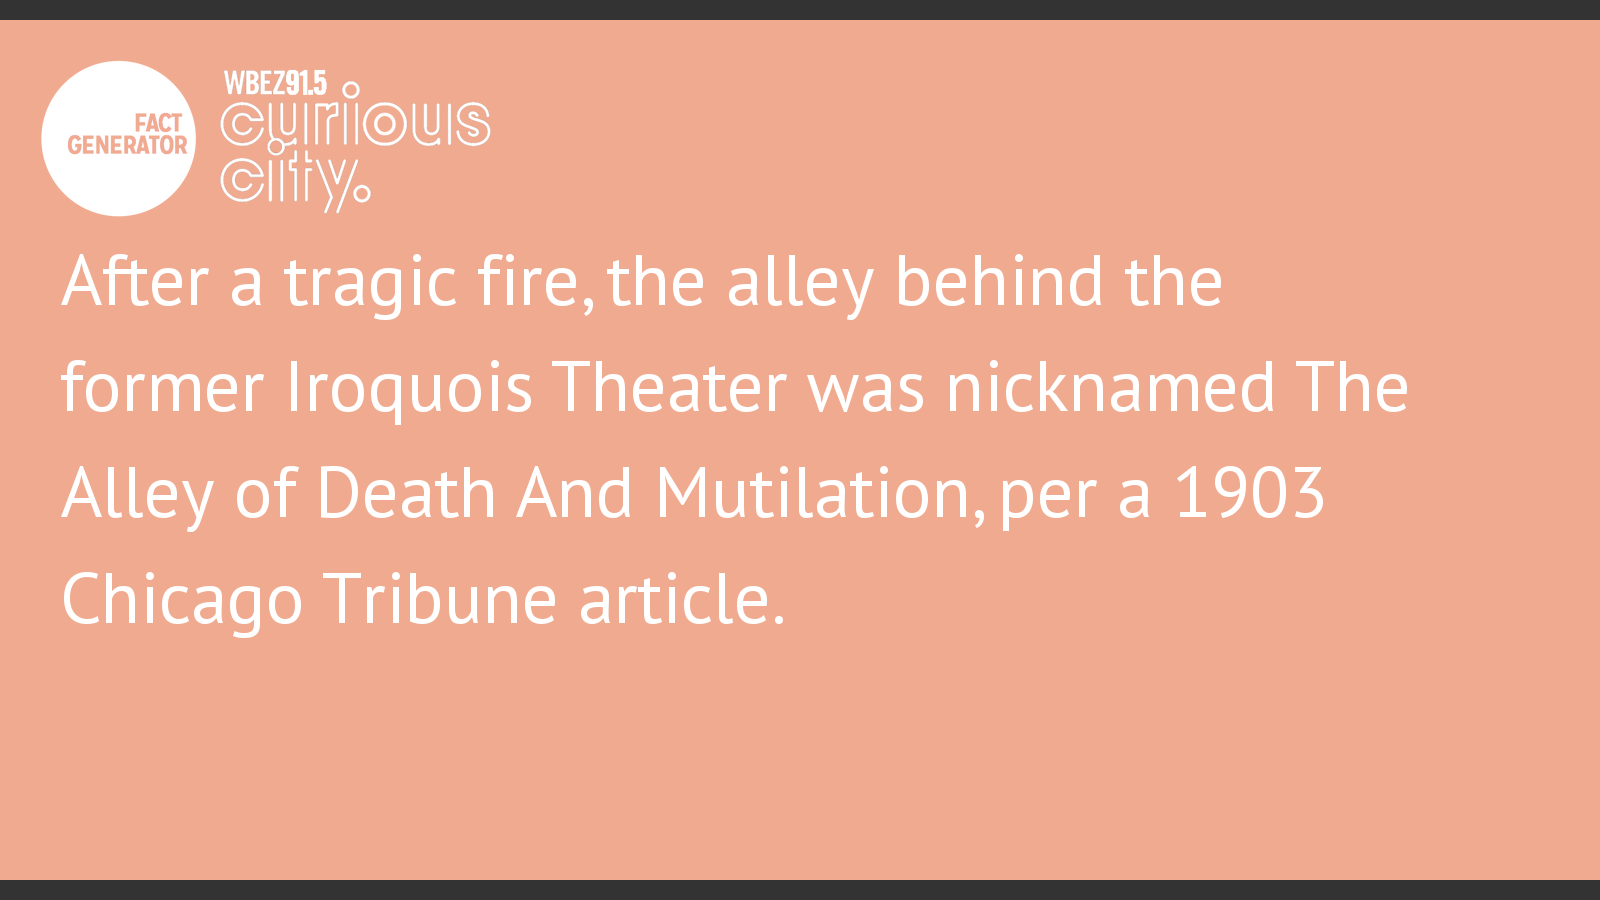 FACT
GENERATOR
WBEZ91.5
curious
city.
After a tragic fire, the alley behind the
former Iroquois Theater was nicknamed The
Alley of Death And Mutilation, per a 1903
Chicago Tribune article.